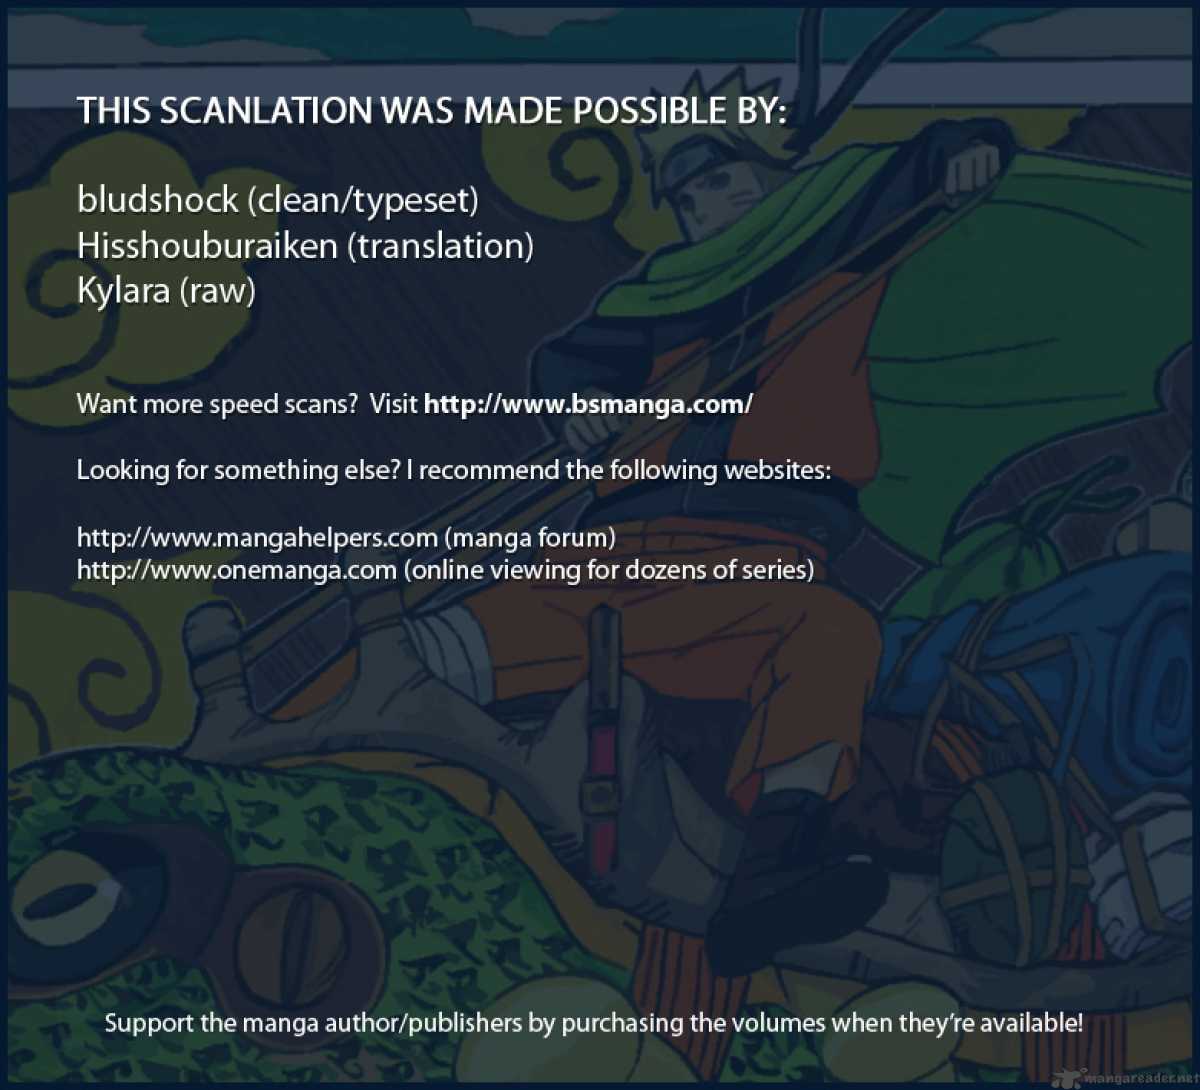 THIS SCANLATION WAS MADE POSSIBLE BY:
bludshock (clean/typeset)
Hisshouburaiken (translation)
Kylara (raw)
Want more speed scans?  Visit http://www.bsmanga.com/
Looking for something else? I recommend the following websites:
http://www.mangahelpers.com (manga forum)
http://www.onemanga.com (online viewing for dozens of series)
Support the manga author/publishers by purchasing the volumes when they're available!
mangareader.net